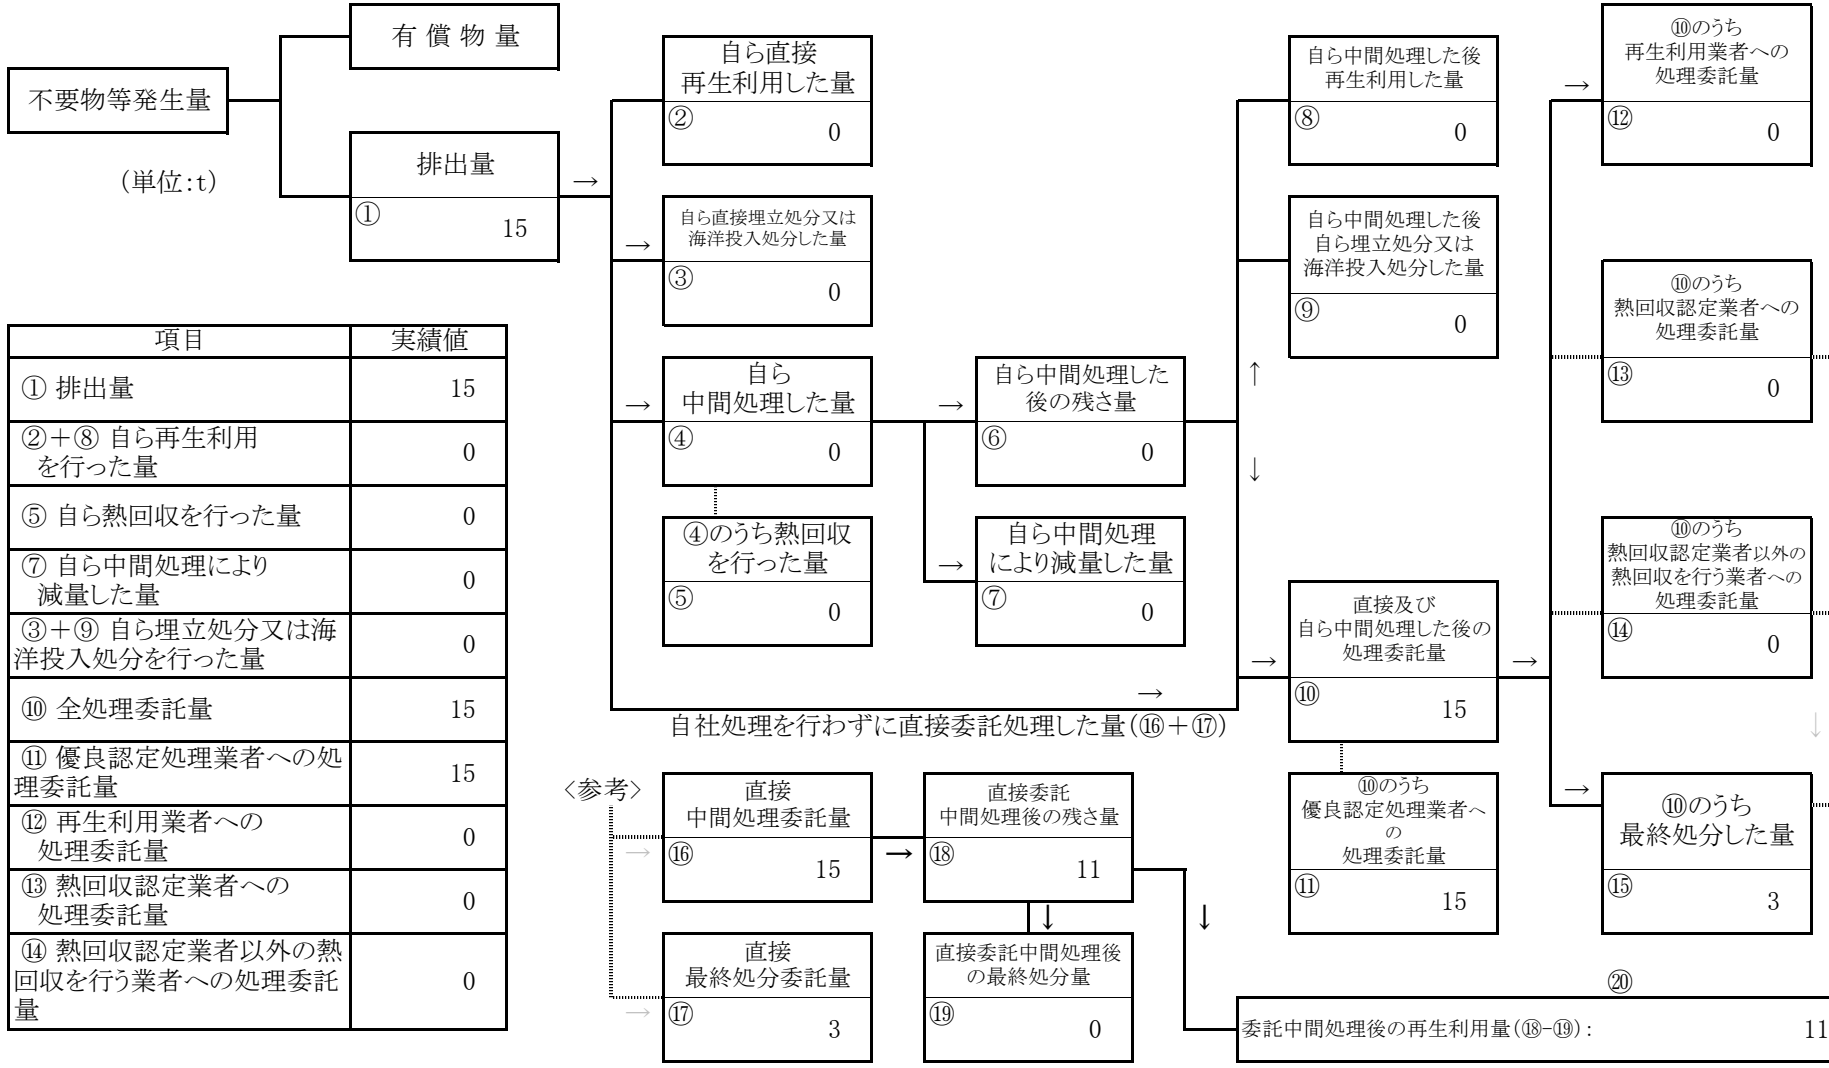 有 償 物 量
不要物等発生量
(単位:t)
排出量
①
15
→
自ら直接
再生利用した量
②
0
→
自ら直接埋立処分又は
海洋投入処分した量
③
0
→
自ら
中間処理した量
④
0
④のうち熱回収
を行った量
⑤
0
→
自ら中間処理した
後の残さ量
⑥
0
→
自ら中間処理
により減量した量
⑦
0
自ら中間処理した後
再生利用した量
⑧
0
自ら中間処理した後
自ら埋立処分又は
海洋投入処分した量
⑨
0
↑
↓
→
自社処理を行わずに直接委託処理した量(⑯+⑰)
→
直接及び
自ら中間処理した後の
処理委託量
⑩
15
⑩のうち
優良認定処理業者へ
の
処理委託量
⑪
15
→
→
⑩のうち
再生利用業者への
処理委託量
⑫
0
⑩のうち
熱回収認定業者への
処理委託量
⑬
0
⑩のうち
熱回収認定業者以外の
熱回収を行う業者への
処理委託量
⑭
0
↓
→
⑩のうち
最終処分した量
⑮
3
項目 実績値
① 排出量 15
②+⑧ 自ら再生利用
を行った量 0
⑤ 自ら熱回収を行った量 0
⑦ 自ら中間処理により
減量した量 0
③+⑨ 自ら埋立処分又は海
洋投入処分を行った量 0
⑩ 全処理委託量 15
⑪ 優良認定処理業者への処
理委託量 15
⑫ 再生利用業者への
処理委託量 0
⑬ 熱回収認定業者への
処理委託量 0
⑭ 熱回収認定業者以外の熱
回収を行う業者への処理委託
量 0
<参考>
→
直接
中間処理委託量
⑯
15
→
直接委託
中間処理後の残さ量
⑱
11
→
直接
最終処分委託量
⑰
3
↓
直接委託中間処理後
の最終処分量
⑲
0
↓
⑳
委託中間処理後の再生利用量(⑱-⑲): 11